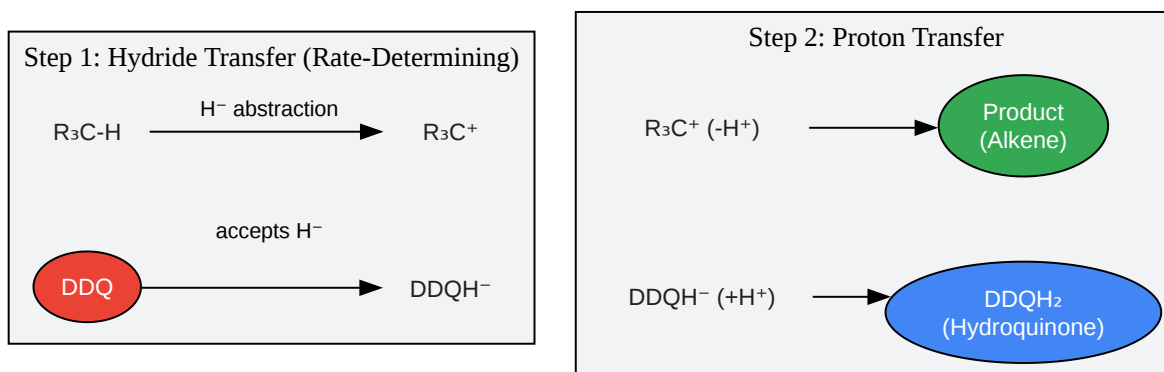 Step 1: Hydride Transfer (Rate-Determining)
H⁻ abstraction
R₃C-H
R₃C⁺
accepts H⁻
DDQ
DDQH⁻
Step 2: Proton Transfer
R₃C⁺ (-H⁺)
Product
(Alkene)
DDQH⁻ (+H⁺)
DDQH₂
(Hydroquinone)